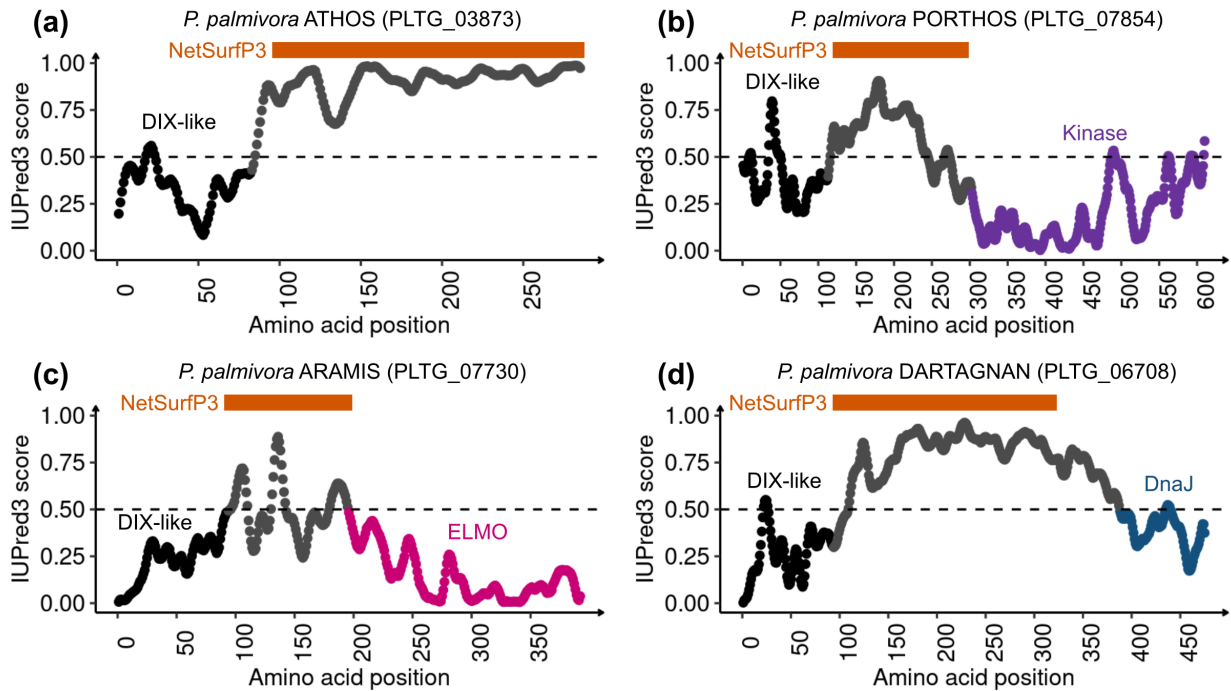 (a)
P. palmivora ATHOS (PLTG_03873)
NetSurfP3
DIX-like
IUPred3 score
1.00
0.75
0.50
0.25
0.00
0 50 100 150 200 250
Amino acid position
(b)
P. palmivora PORTHOS (PLTG_07854)
NetSurfP3
DIX-like
Kinase
IUPred3 score
1.00
0.75
0.50
0.25
0.00
0 50 100 150 200 250 300 350 400 450 500 550 600
Amino acid position
(c)
P. palmivora ARAMIS (PLTG_07730)
NetSurfP3
DIX-like
ELMO
IUPred3 score
1.00
0.75
0.50
0.25
0.00
0 50 100 150 200 250 300 350
Amino acid position
(d)
P. palmivora DARTAGNAN (PLTG_06708)
NetSurfP3
DIX-like
DnaJ
IUPred3 score
1.00
0.75
0.50
0.25
0.00
0 50 100 150 200 250 300 350 400 450
Amino acid position